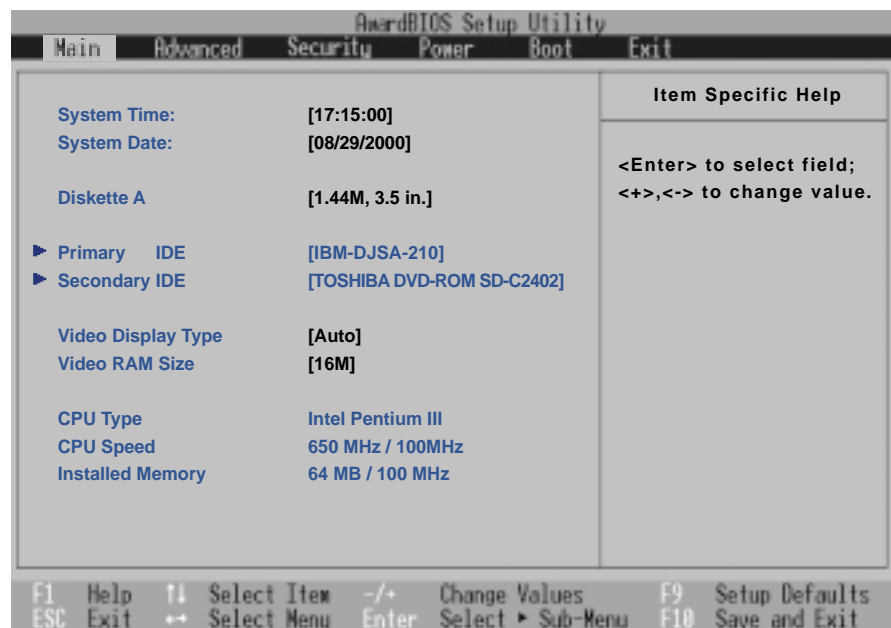 AwardBIOS Setup Utility
Main Advanced Security Power Boot Exit
Item Specific Help
System Time: [17:15:00]
System Date: [08/29/2000]
<Enter> to select field;
<+>,<-> to change value.
Diskette A [1.44M, 3.5 in.]
Primary IDE [IBM-DJSA-210]
Secondary IDE [TOSHIBA DVD-ROM SD-C2402]
Video Display Type [Auto]
Video RAM Size [16M]
CPU Type Intel Pentium III
CPU Speed 650 MHz / 100MHz
Installed Memory 64 MB / 100 MHz
F1 Help ↑↓ Select Item -/+ Change Values F9 Setup Defaults
ESC Exit ←→ Select Menu Enter Select ► Sub-Menu F10 Save and Exit